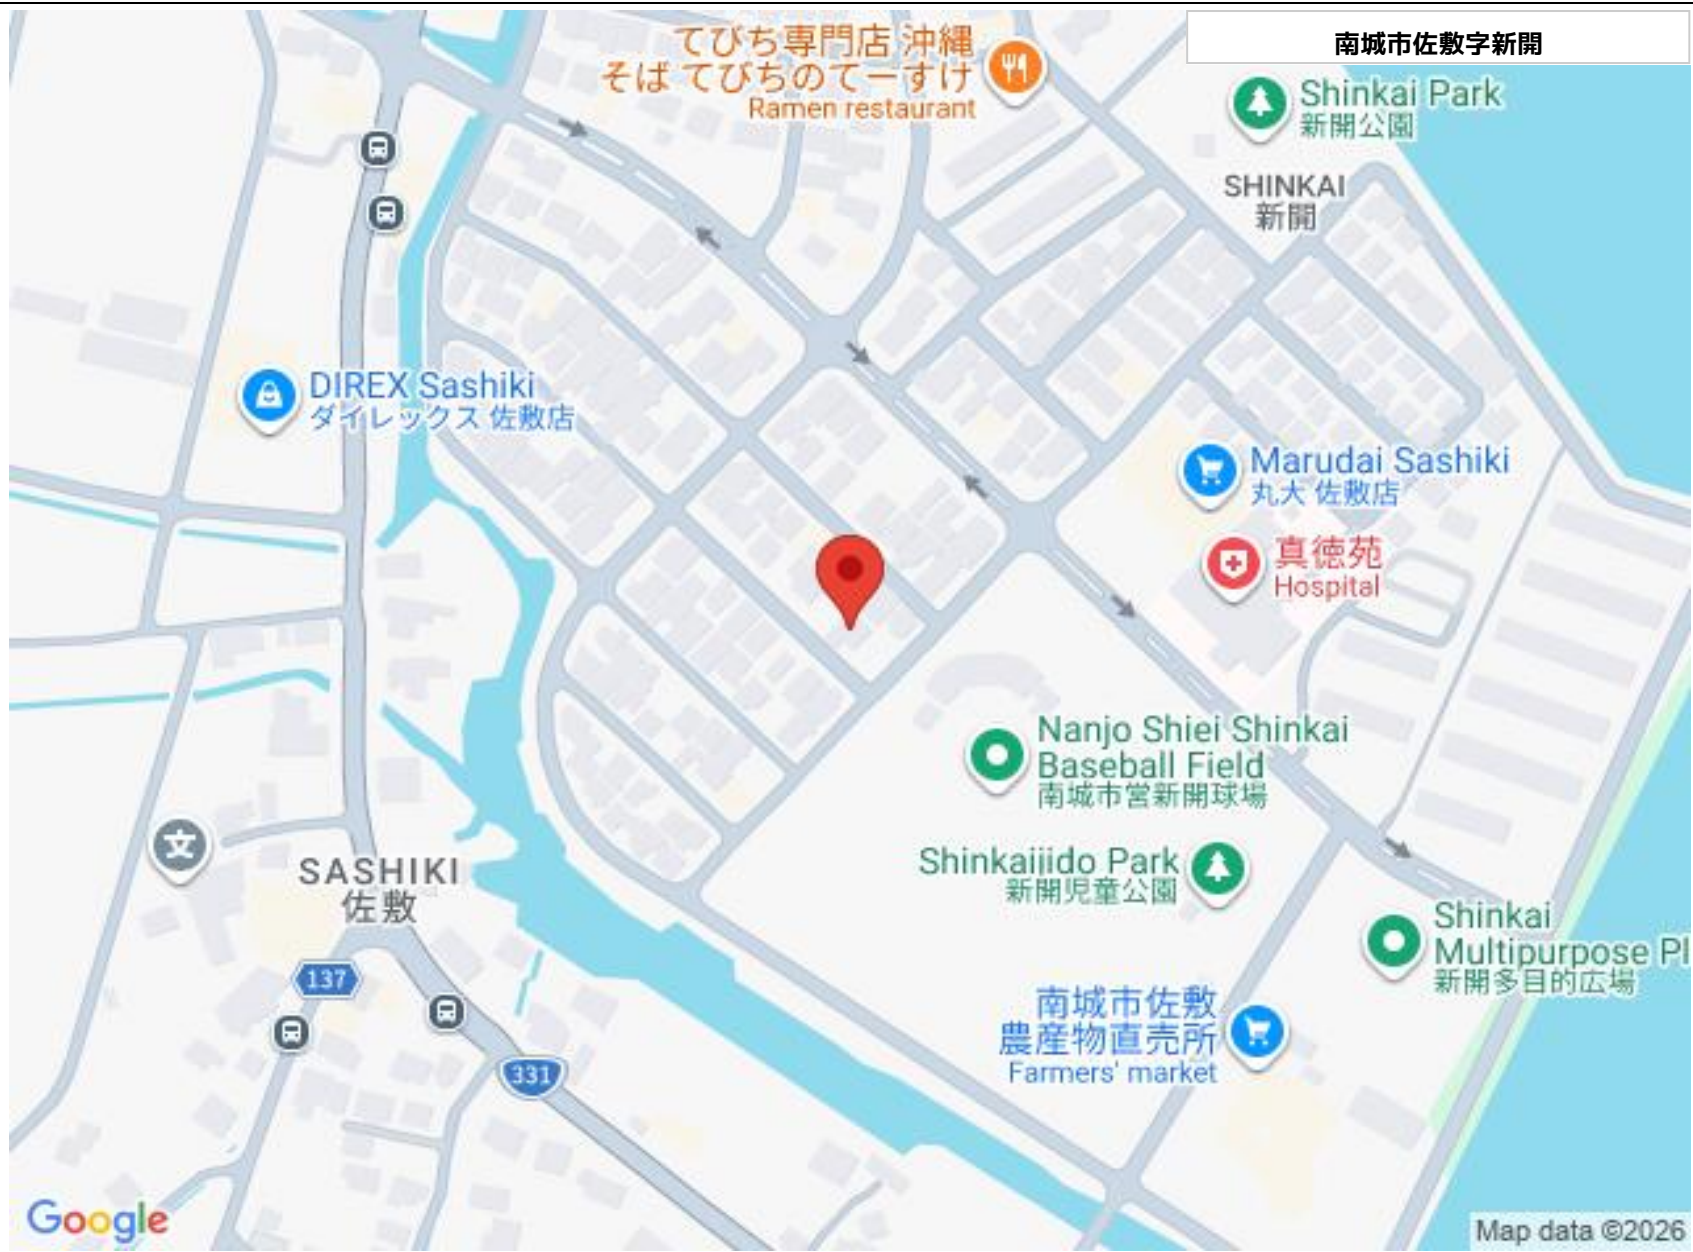 南城市佐敷字新開
てびち専門店 沖縄
そば てびちのてーすけ
Ramen restaurant
Shinkai Park
新開公園
SHINKAI
新開
DIREX Sashiki
ダイレックス 佐敷店
Marudai Sashiki
丸大 佐敷店
真徳苑
Hospital
Nanjo Shiei Shinkai
Baseball Field
南城市営新開球場
文
SASHIKI
佐敷
Shinkaijido Park
新開児童公園
Shinkai
Multipurpose Pl
新開多目的広場
137
南城市佐敷
農産物直売所
Farmers' market
331
Google
Map data ©2026